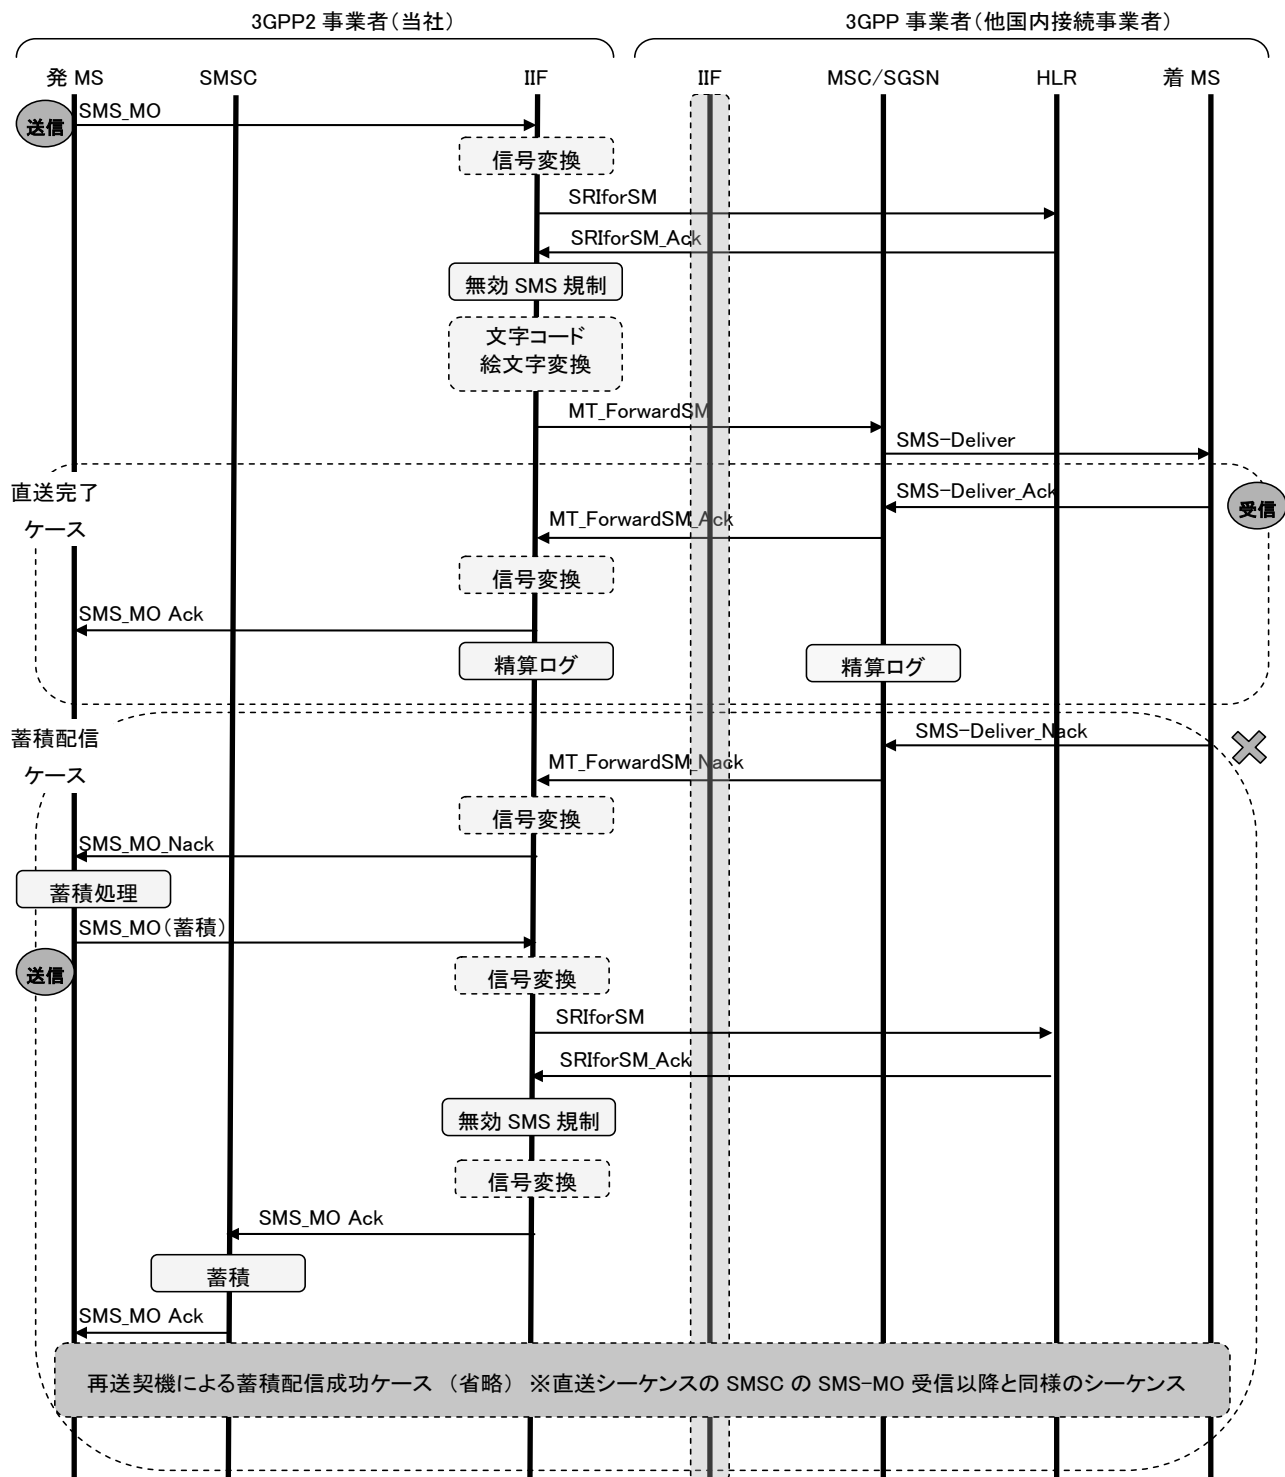 3GPP2 事業者(当社)
3GPP 事業者(他国内接続事業者)
発 MS
SMSC
IIF
IIF
MSC/SGSN
HLR
着 MS
SMS_MO
送信
信号変換
SRIforSM
SRIforSM_Ack
無効 SMS 規制
文字コード
絵文字変換
MT_ForwardSM
SMS-Deliver
直送完了
ケース
SMS-Deliver_Ack
受信
MT_ForwardSM_Ack
信号変換
SMS_MO Ack
精算ログ
精算ログ
蓄積配信
ケース
SMS-Deliver_Nack
MT_ForwardSM_Nack
信号変換
SMS_MO_Nack
蓄積処理
SMS_MO(蓄積)
送信
信号変換
SRIforSM
SRIforSM_Ack
無効 SMS 規制
信号変換
SMS_MO Ack
蓄積
SMS_MO Ack
再送契機による蓄積配信成功ケース (省略) ※直送シーケンスの SMSC の SMS-MO 受信以降と同様のシーケンス